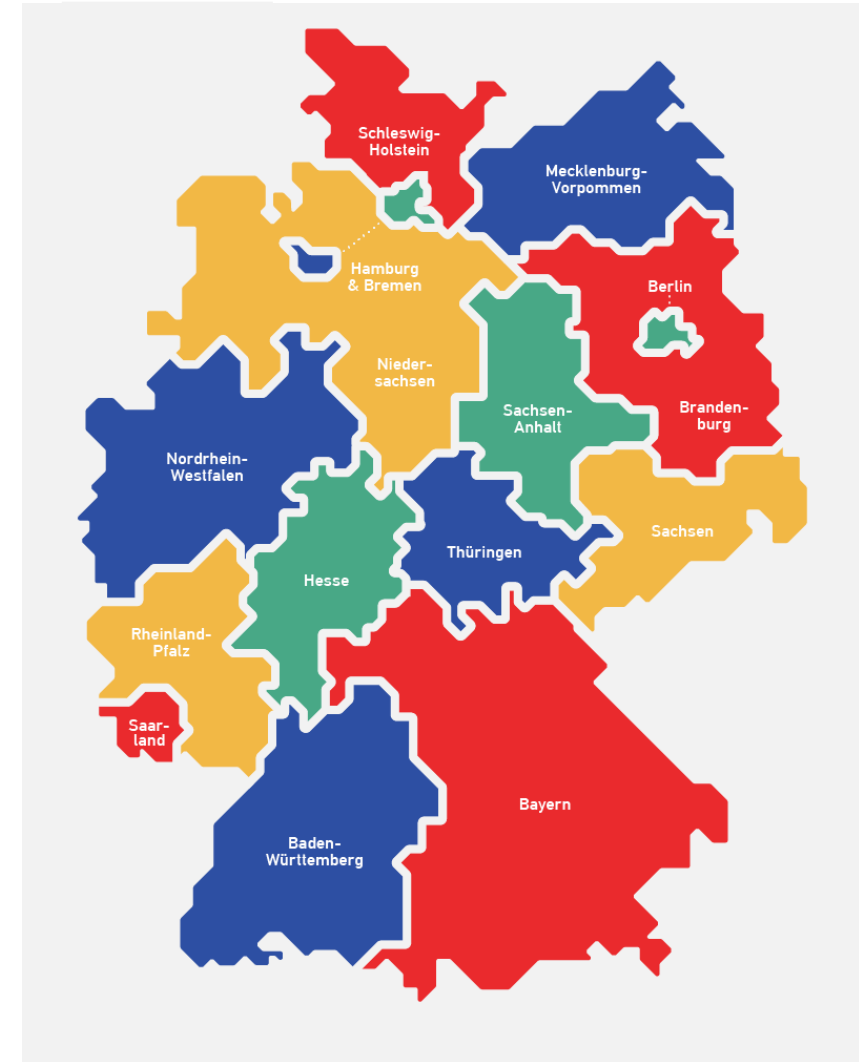 Schleswig-
Holstein
Mecklenburg-
Vorpommen
Hamburg
& Bremen
Berlin
Nieder-
sachsen
Sachsen-
Anhalt
Branden-
burg
Nordrhein-
Westfalen
Sachsen
Thüringen
Hesse
Rheinland-
Pfalz
Saar-
land
Bayern
Baden-
Württemberg